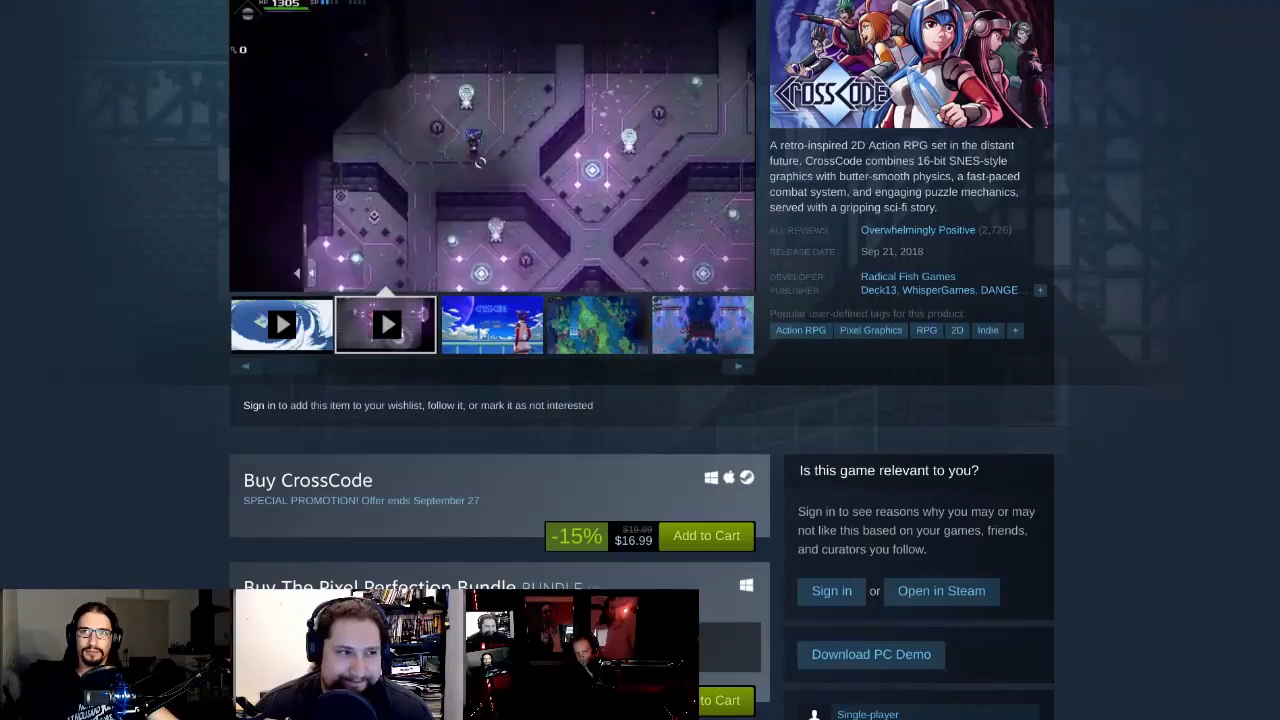 HP 1305 SP
0
CROSSCODE
A retro-inspired 2D Action RPG set in the distant
future. CrossCode combines 16-bit SNES-style
graphics with butter-smooth physics, a fast-paced
combat system, and engaging puzzle mechanics,
served with a gripping sci-fi story.
ALL REVIEWS: Overwhelmingly Positive (2,726)
RELEASE DATE: Sep 21, 2018
DEVELOPER: Radical Fish Games
PUBLISHER: Deck13, WhisperGames, DANGE... +
Popular user-defined tags for this product:
Action RPG Pixel Graphics RPG 2D Indie +
Sign in to add this item to your wishlist, follow it, or mark it as not interested
Buy CrossCode
SPECIAL PROMOTION! Offer ends September 27
-15% $19.99 $16.99 Add to Cart
Is this game relevant to you?
Sign in to see reasons why you may or may
not like this based on your games, friends,
and curators you follow.
Sign in or Open in Steam
Buy The Pixel Perfection Bundle BUNDLE
to Cart
Download PC Demo
Single-player